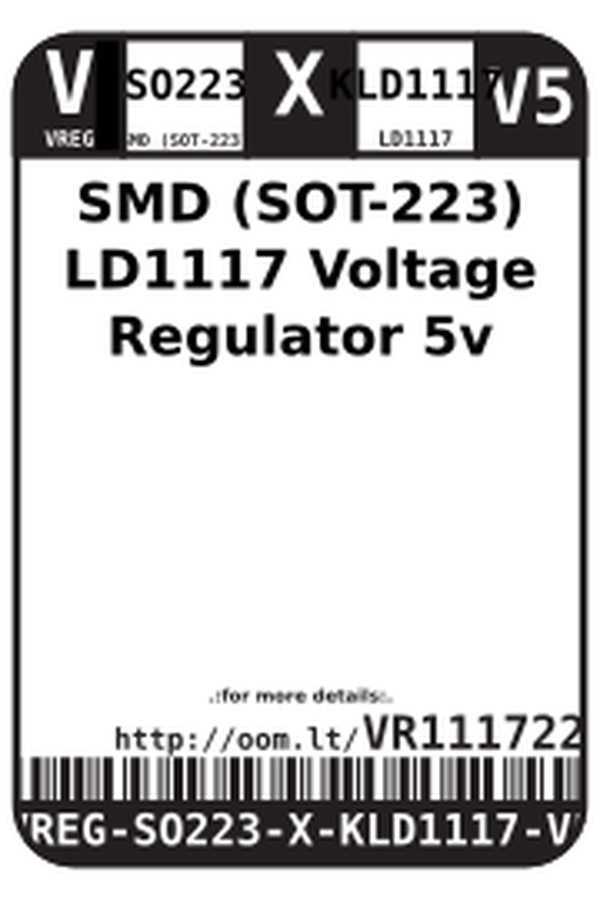 V SO223 X KLD1117 V5
VREG MD (SOT-223 LD1117
SMD (SOT-223)
LD1117 Voltage
Regulator 5v
.:for more details:.
http://oom.lt/VR111722
VREG-SO223-X-KLD1117-V